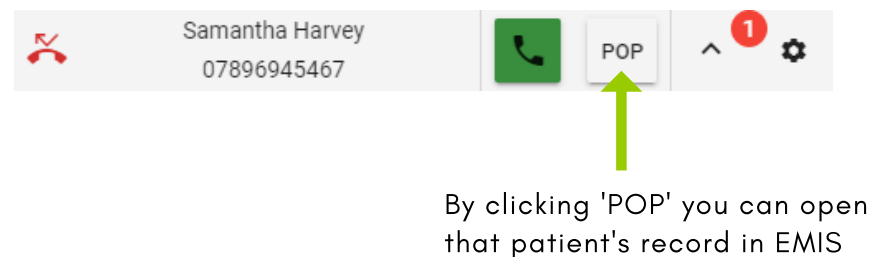 Samantha Harvey
07896945467
POP
1
By clicking 'POP' you can open
that patient's record in EMIS